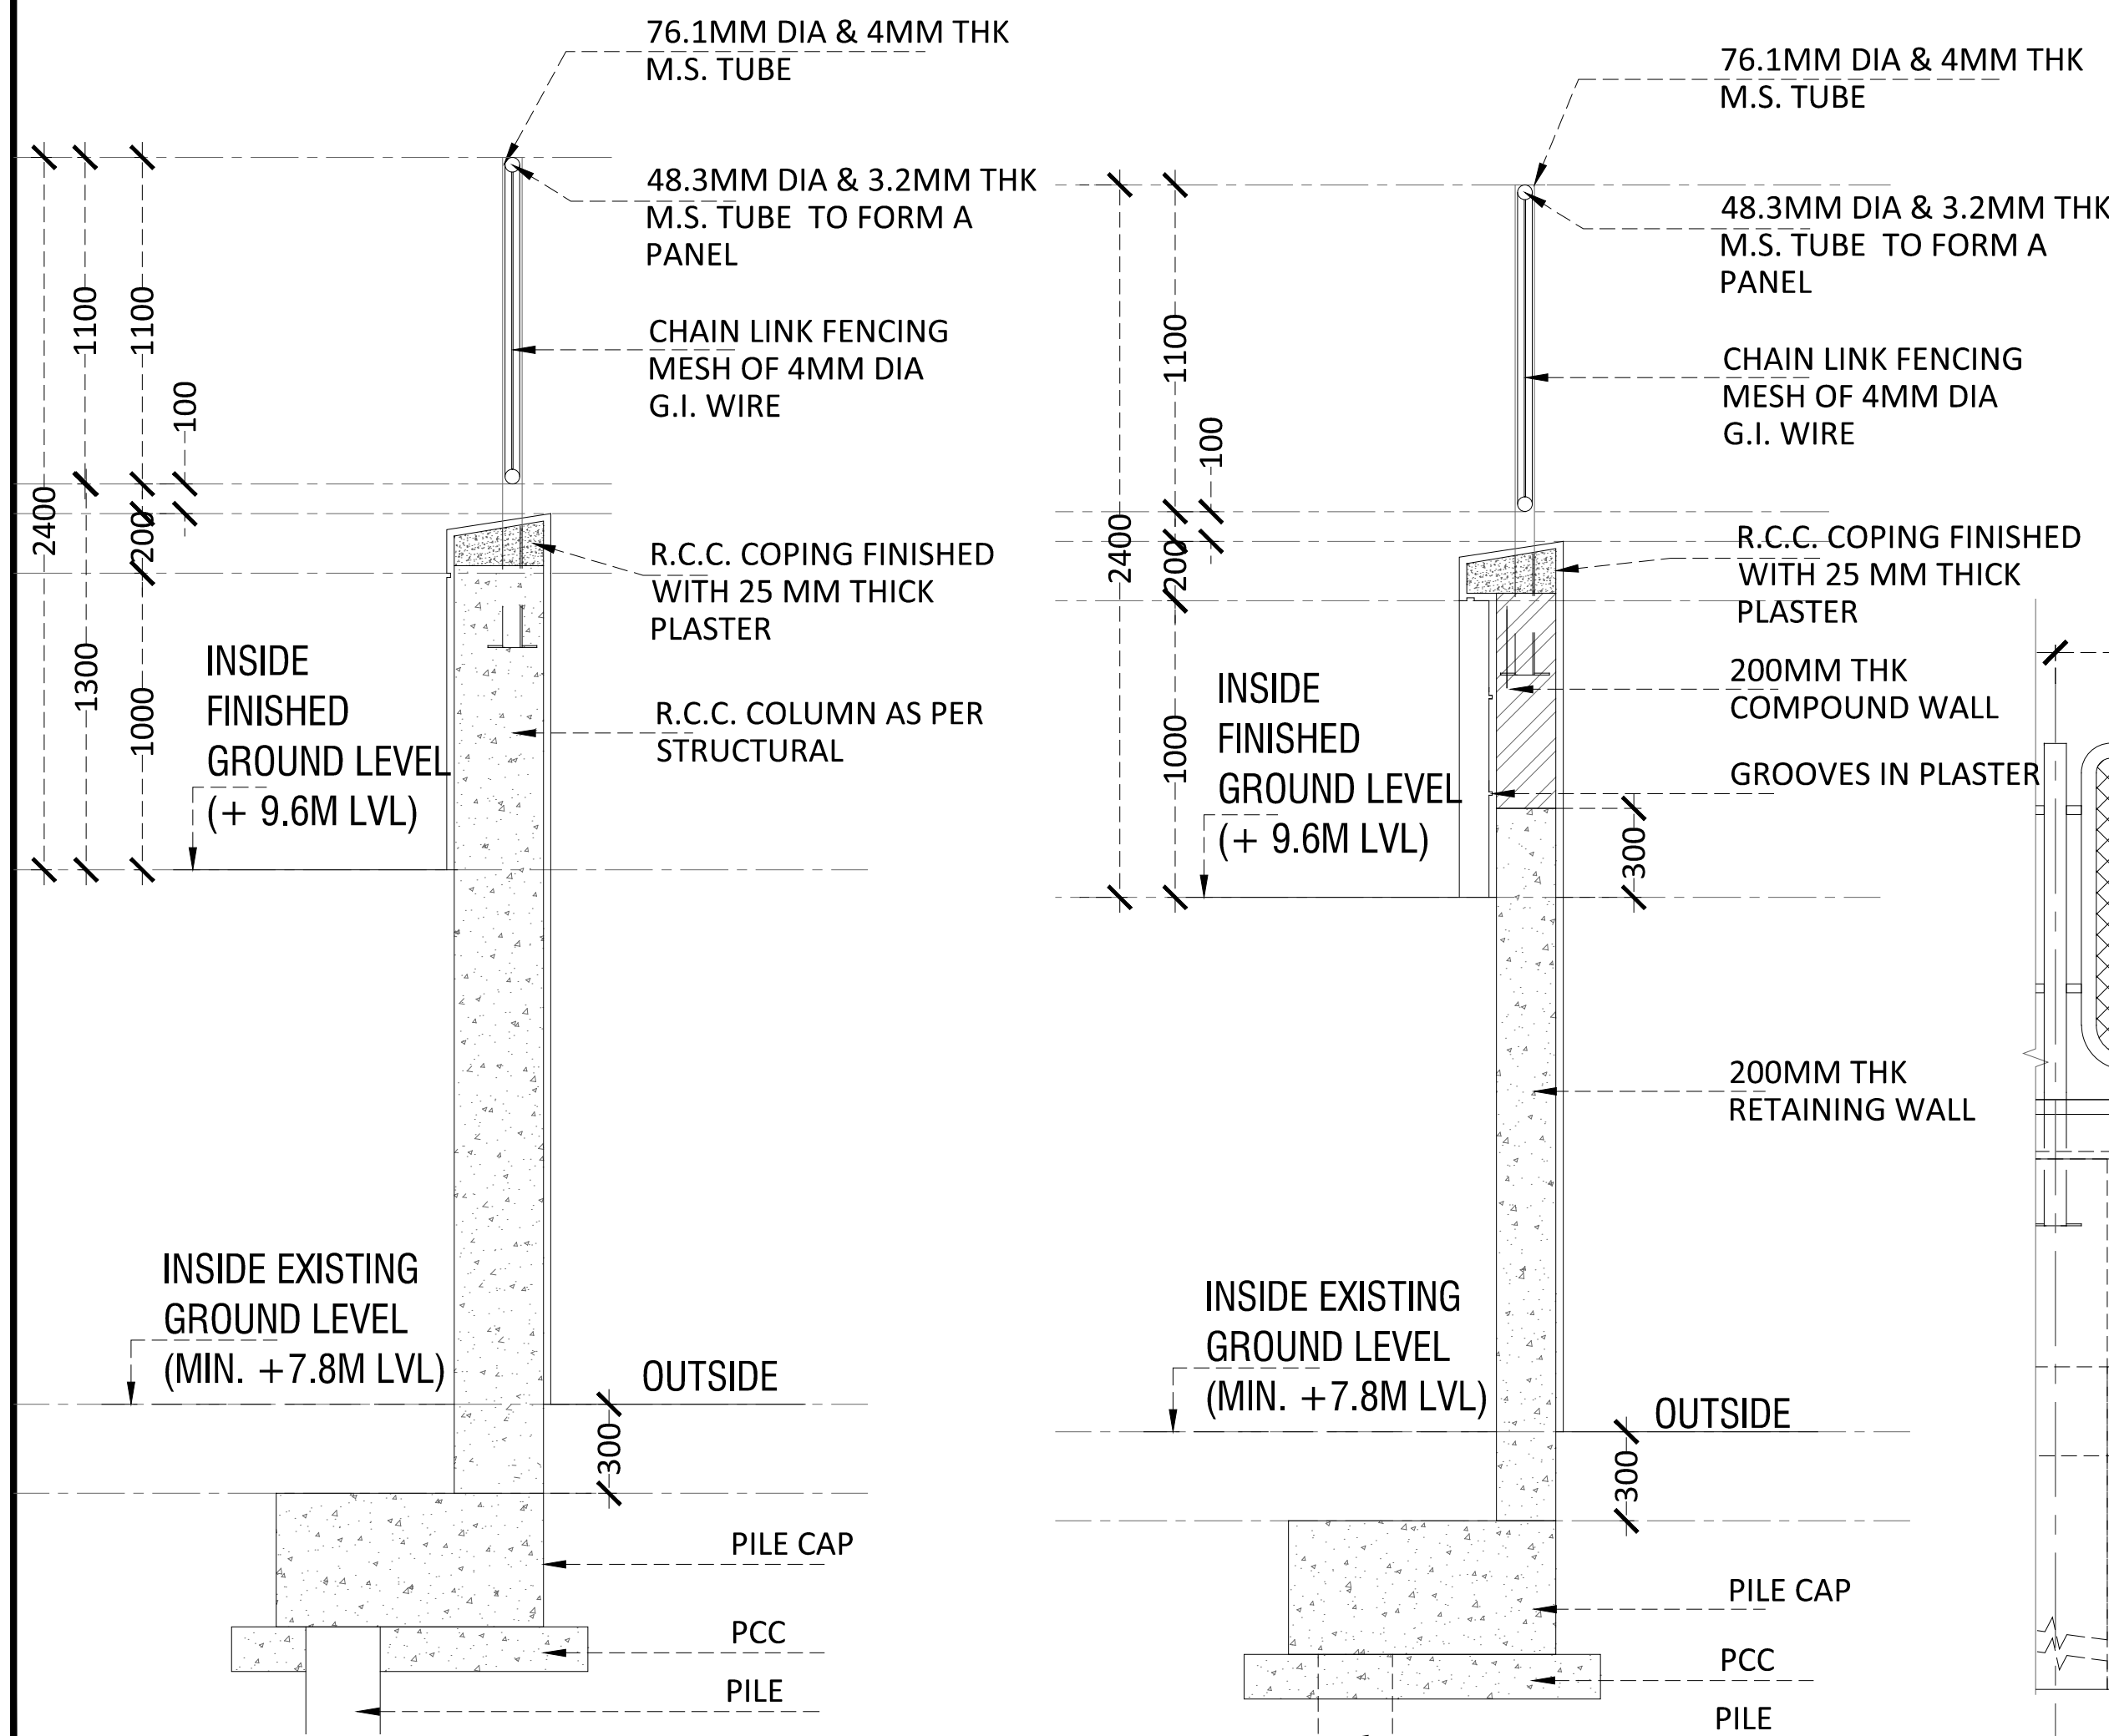 76.1MM DIA & 4MM THK
M.S. TUBE
48.3MM DIA & 3.2MM THK
M.S. TUBE TO FORM A
PANEL
CHAIN LINK FENCING
MESH OF 4MM DIA
G.I. WIRE
R.C.C. COPING FINISHED
WITH 25 MM THICK
PLASTER
R.C.C. COLUMN AS PER
STRUCTURAL
2400
1100
1300
1100
200
1000
100
INSIDE
FINISHED
GROUND LEVEL
(+ 9.6M LVL)
INSIDE EXISTING
GROUND LEVEL
(MIN. +7.8M LVL)
OUTSIDE
300
PILE CAP
PCC
PILE
76.1MM DIA & 4MM THK
M.S. TUBE
48.3MM DIA & 3.2MM THK
M.S. TUBE TO FORM A
PANEL
CHAIN LINK FENCING
MESH OF 4MM DIA
G.I. WIRE
R.C.C. COPING FINISHED
WITH 25 MM THICK
PLASTER
200MM THK
COMPOUND WALL
GROOVES IN PLASTER
2400
1100
200
1000
100
INSIDE
FINISHED
GROUND LEVEL
(+ 9.6M LVL)
300
200MM THK
RETAINING WALL
INSIDE EXISTING
GROUND LEVEL
(MIN. +7.8M LVL)
OUTSIDE
300
PILE CAP
PCC
PILE